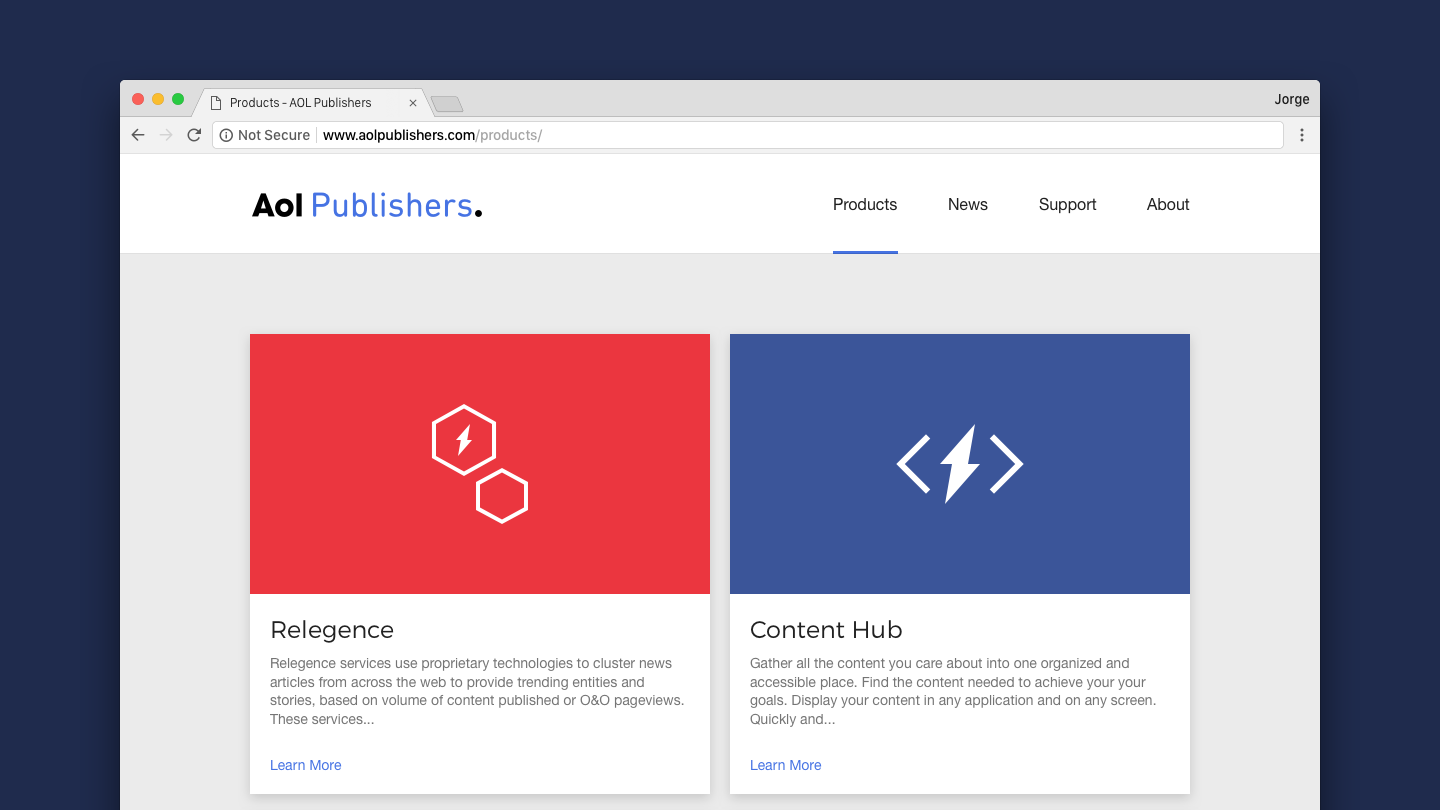 Products - AOL Publishers
Jorge
Not Secure www.aolpublishers.com/products/
Aol Publishers.
Products News Support About
Relegence
Relegence services use proprietary technologies to cluster news
articles from across the web to provide trending entities and
stories, based on volume of content published or O&O pageviews.
These services...
Learn More
Content Hub
Gather all the content you care about into one organized and
accessible place. Find the content needed to achieve your your
goals. Display your content in any application and on any screen.
Quickly and...
Learn More